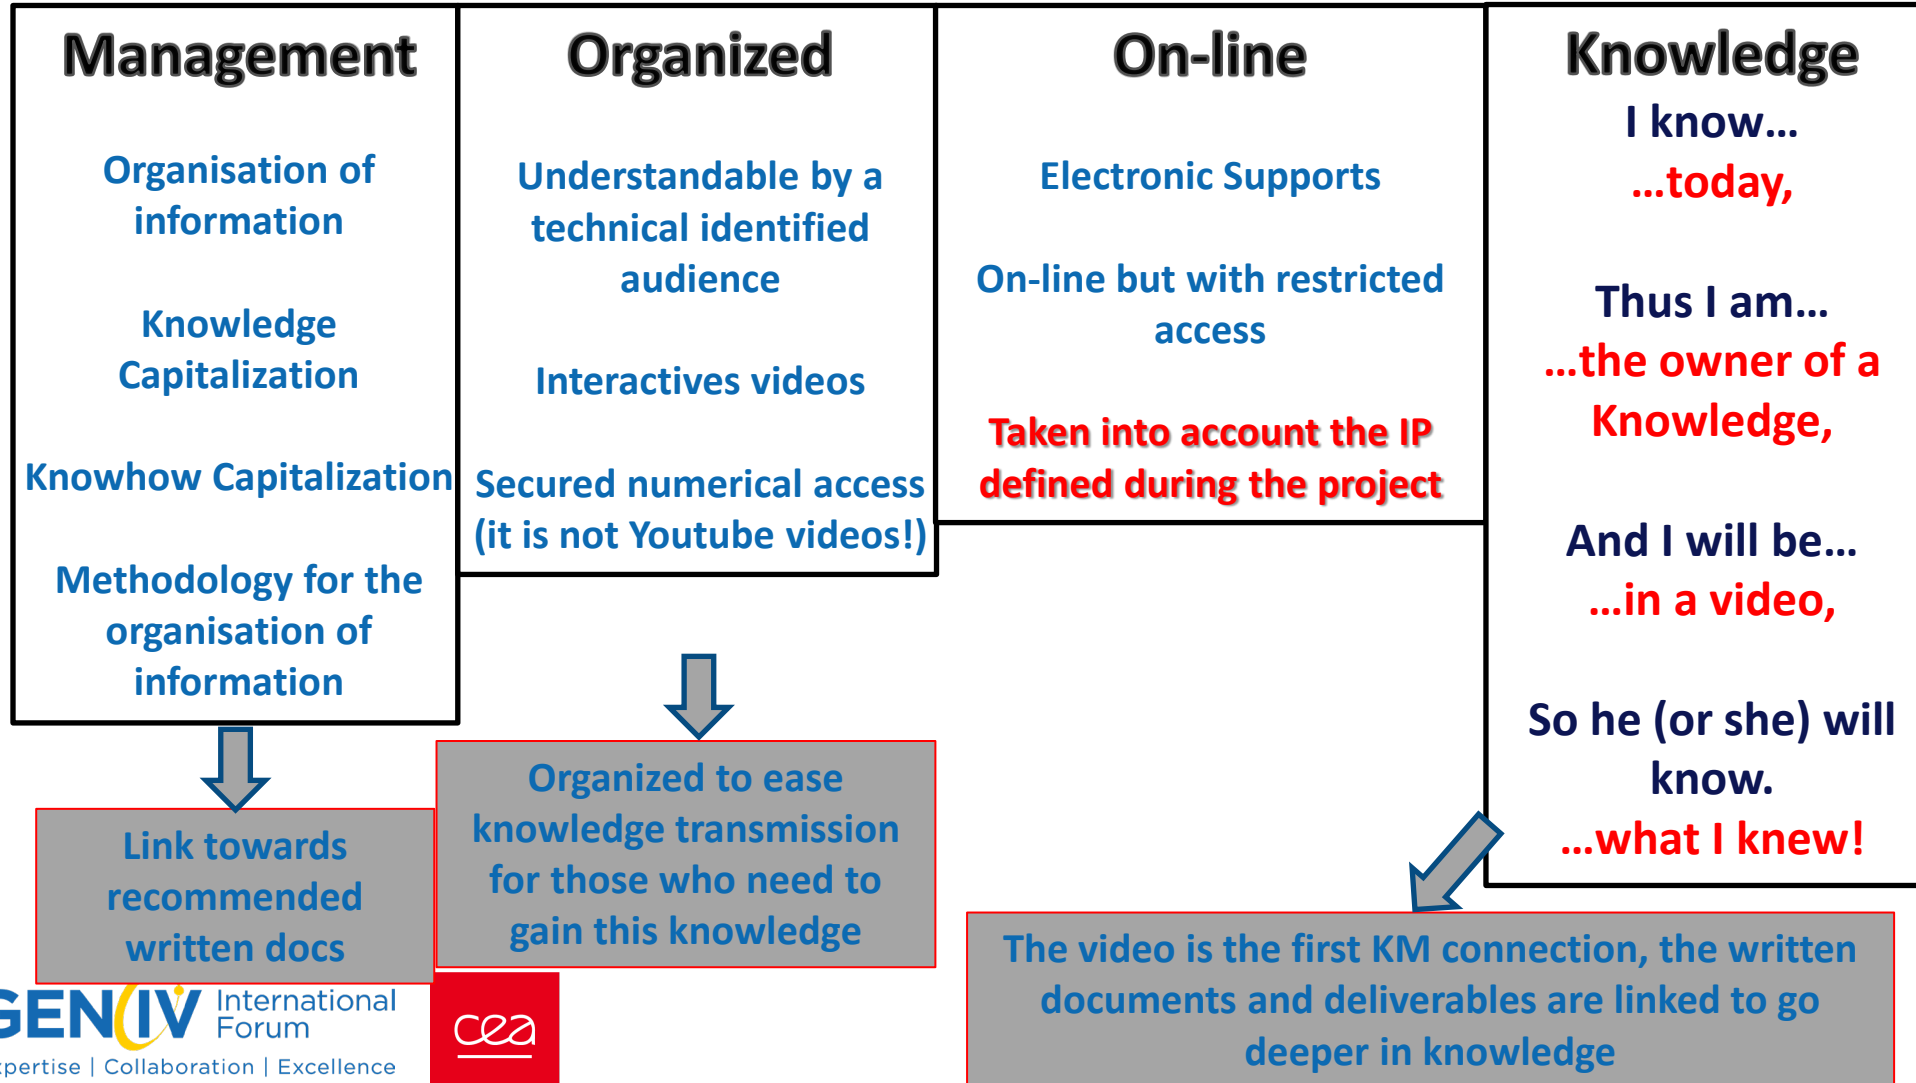 Management
Organisation of
information
Knowledge
Capitalization
Knowhow Capitalization
Methodology for the
organisation of
information
Organized
Understandable by a
technical identified
audience
Interactives videos
Secured numerical access
(it is not Youtube videos!)
On-line
Electronic Supports
On-line but with restricted
access
Taken into account the IP
defined during the project
Knowledge
I know...
...today,
Thus I am...
...the owner of a
Knowledge,
And I will be...
...in a video,
So he (or she) will
know.
...what I knew!
Link towards
recommended
written docs
Organized to ease
knowledge transmission
for those who need to
gain this knowledge
The video is the first KM connection, the written
documents and deliverables are linked to go
deeper in knowledge
GEN IV International
Forum
xpertise | Collaboration | Excellence
cea